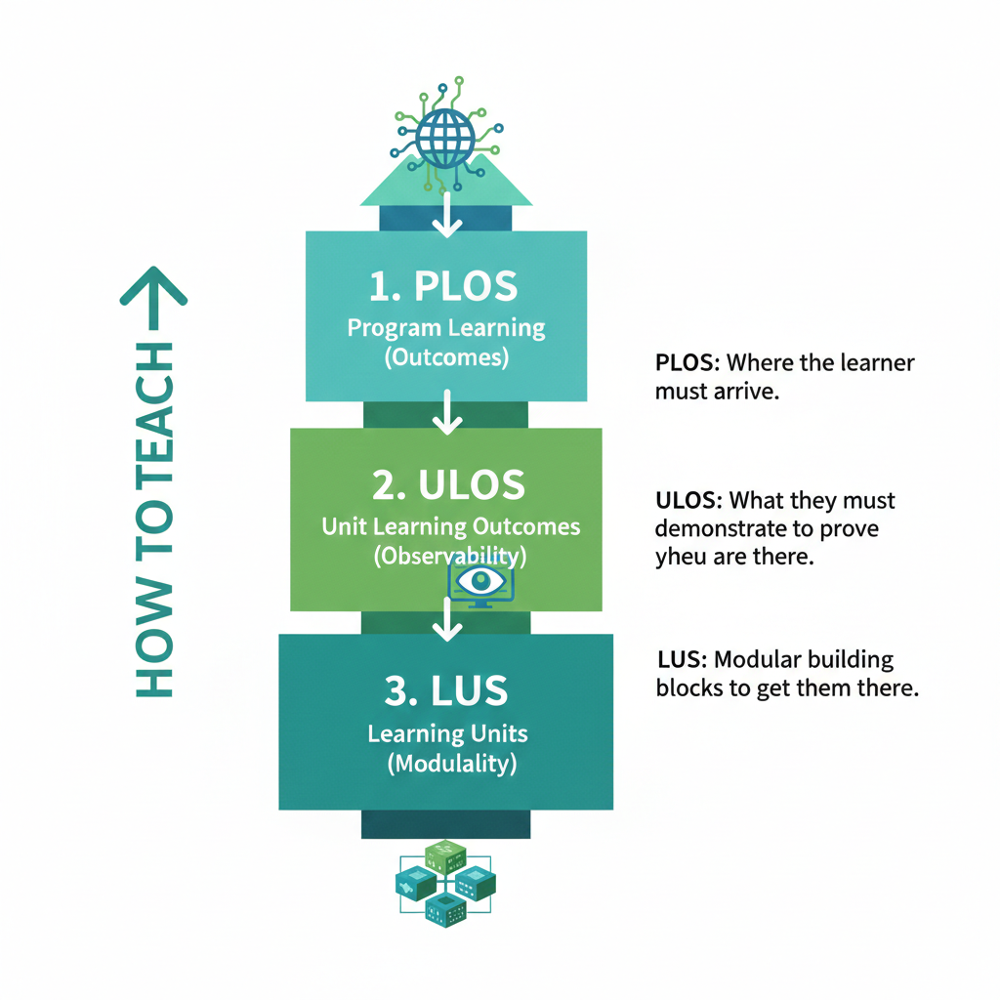 HOW TO TEACH
1. PLOS
Program Learning
(Outcomes)
PLOS: Where the learner
must arrive.
2. ULOS
Unit Learning Outcomes
(Observability)
ULOS: What they must
demonstrate to prove
yheu are there.
3. LUS
Learning Units
(Modulality)
LUS: Modular building
blocks to get them there.